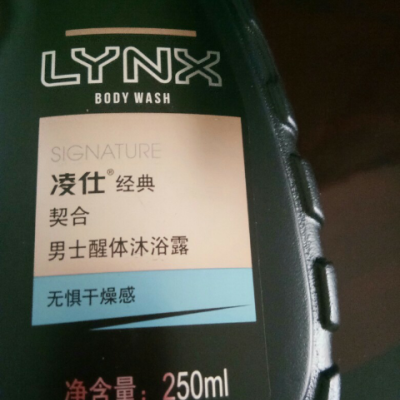 LYNX
BODY WASH
SIGNATURE
凌仕®经典
契合
男士醒体沐浴露
无惧干燥感
净含量：250ml